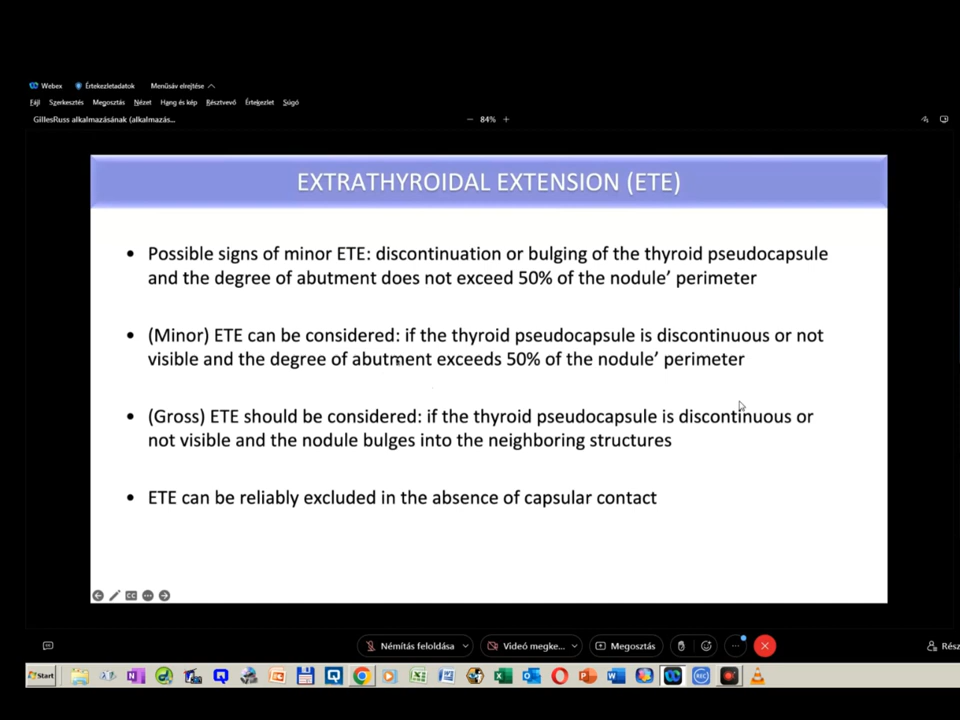 Webex Értekezletadatok Menüsáv elrejtése
Fájl Szerkesztés Megosztás Nézet Hang és kép Résztvevő Értekezlet Súgó
GillesRuss alkalmazásának (alkalmazás...
84%
EXTRATHYROIDAL EXTENSION (ETE)
• Possible signs of minor ETE: discontinuation or bulging of the thyroid pseudocapsule
and the degree of abutment does not exceed 50% of the nodule’ perimeter
• (Minor) ETE can be considered: if the thyroid pseudocapsule is discontinuous or not
visible and the degree of abutment exceeds 50% of the nodule’ perimeter
• (Gross) ETE should be considered: if the thyroid pseudocapsule is discontinuous or
not visible and the nodule bulges into the neighboring structures
• ETE can be reliably excluded in the absence of capsular contact
Némítás feloldása Videó megke... Megosztás Rész
Start